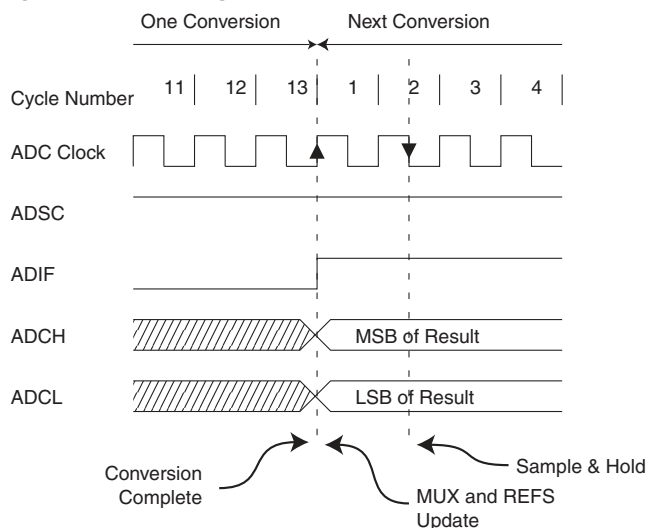 One Conversion Next Conversion
Cycle Number 11 12 13 1 2 3 4
ADC Clock
ADSC
ADIF
ADCH MSB of Result
ADCL LSB of Result
Conversion Complete
MUX and REFS Update
Sample & Hold